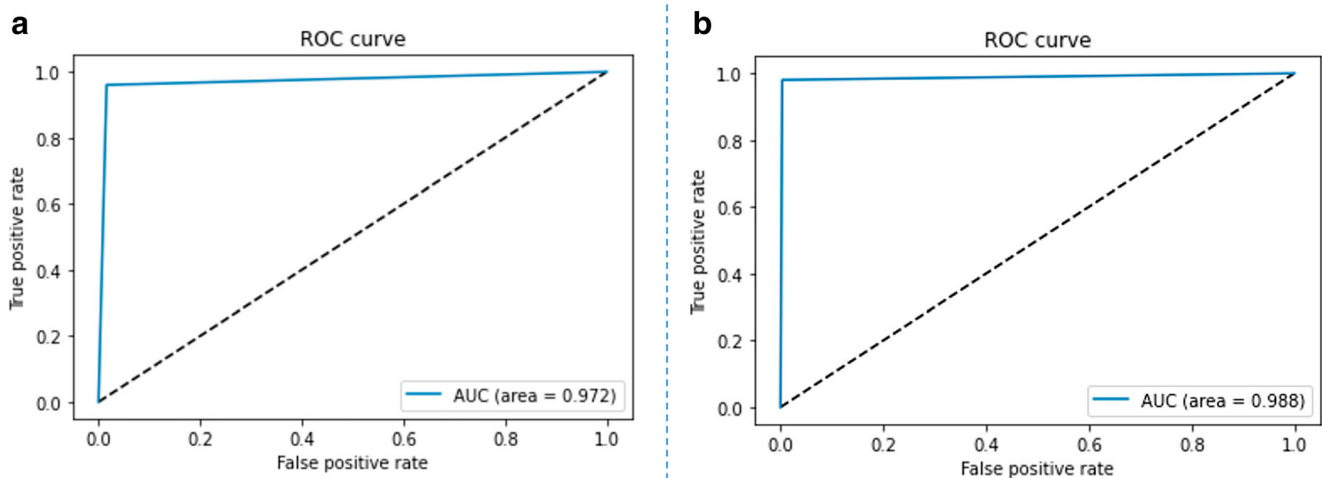 a
ROC curve
True positive rate
1.0
0.8
0.6
0.4
0.2
0.0
AUC (area = 0.972)
0.0 0.2 0.4 0.6 0.8 1.0
False positive rate
b
ROC curve
True positive rate
1.0
0.8
0.6
0.4
0.2
0.0
AUC (area = 0.988)
0.0 0.2 0.4 0.6 0.8 1.0
False positive rate